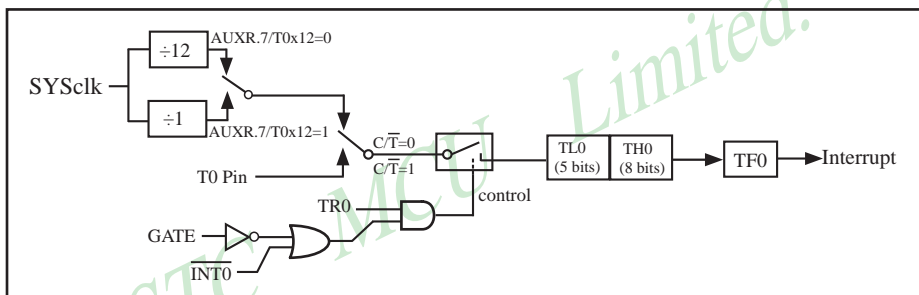 AUXR.7/T0x12=0
÷12
SYSclk
÷1
AUXR.7/T0x12=1
C/T̅=0
C/T̅=1
T0 Pin
TL0
(5 bits)
TH0
(8 bits)
TF0
Interrupt
control
TR0
GATE
I̅N̅T̅0̅
STC MCU Limited.